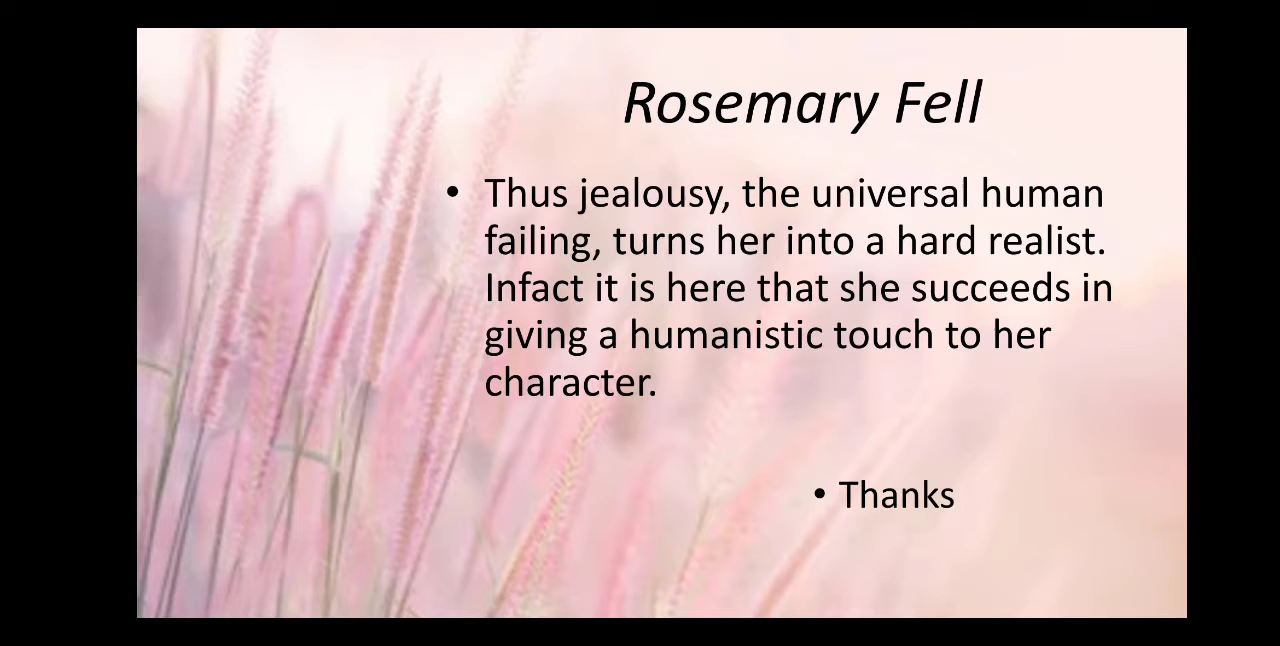 Rosemary Fell
• Thus jealousy, the universal human
failing, turns her into a hard realist.
Infact it is here that she succeeds in
giving a humanistic touch to her
character.
• Thanks